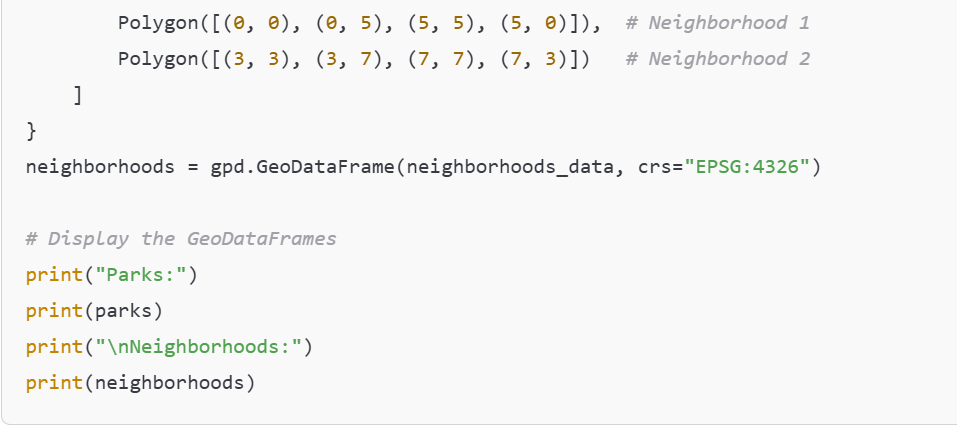 Polygon([(0, 0), (0, 5), (5, 5), (5, 0)]),  # Neighborhood 1
        Polygon([(3, 3), (3, 7), (7, 7), (7, 3)])   # Neighborhood 2
    ]
}
neighborhoods = gpd.GeoDataFrame(neighborhoods_data, crs="EPSG:4326")

# Display the GeoDataFrames
print("Parks:")
print(parks)
print("\nNeighborhoods:")
print(neighborhoods)